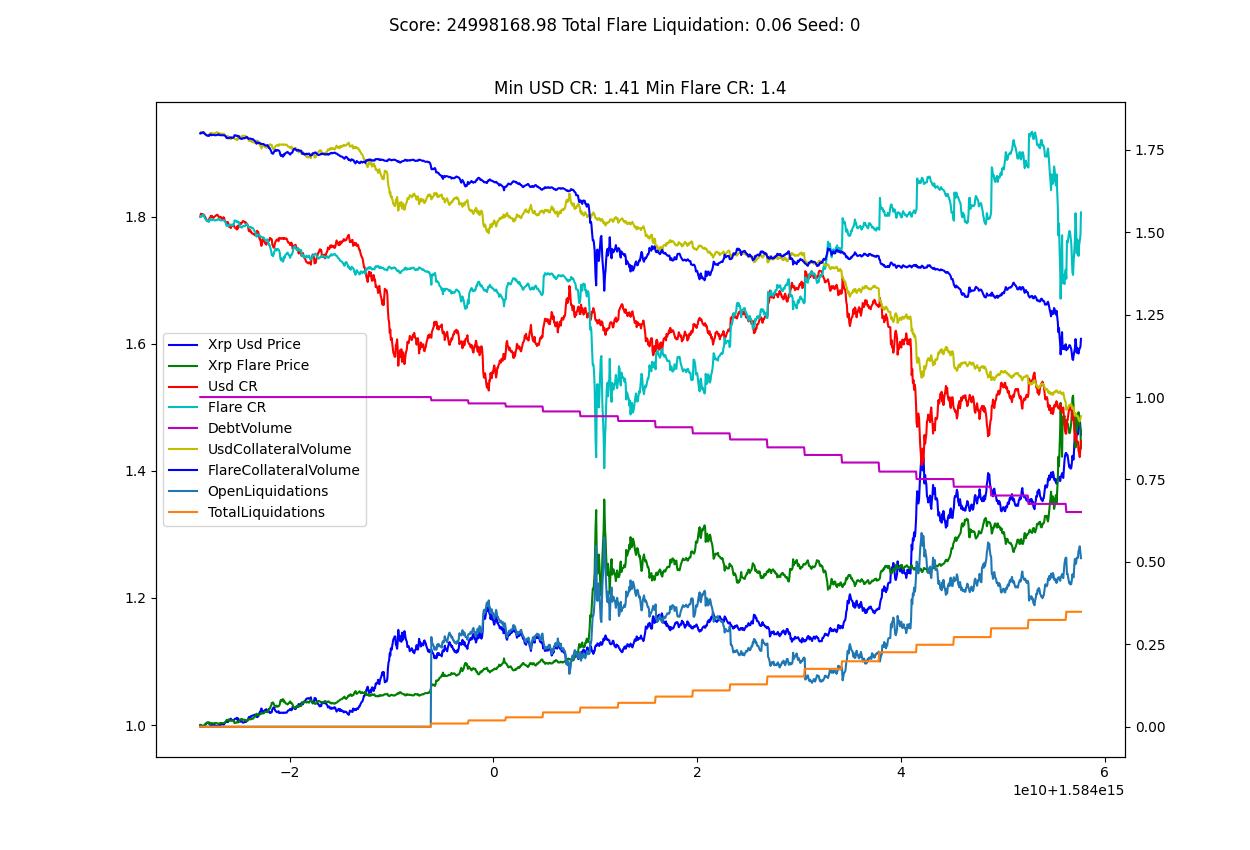 Score: 24998168.98 Total Flare Liquidation: 0.06 Seed: 0
Min USD CR: 1.41 Min Flare CR: 1.4
1.8
1.6
1.4
1.2
1.0
Xrp Usd Price
Xrp Flare Price
Usd CR
Flare CR
DebtVolume
UsdCollateralVolume
FlareCollateralVolume
OpenLiquidations
TotalLiquidations
1.75
1.50
1.25
1.00
0.75
0.50
0.25
0.00
−2 0 2 4 6
1e10+1.584e15